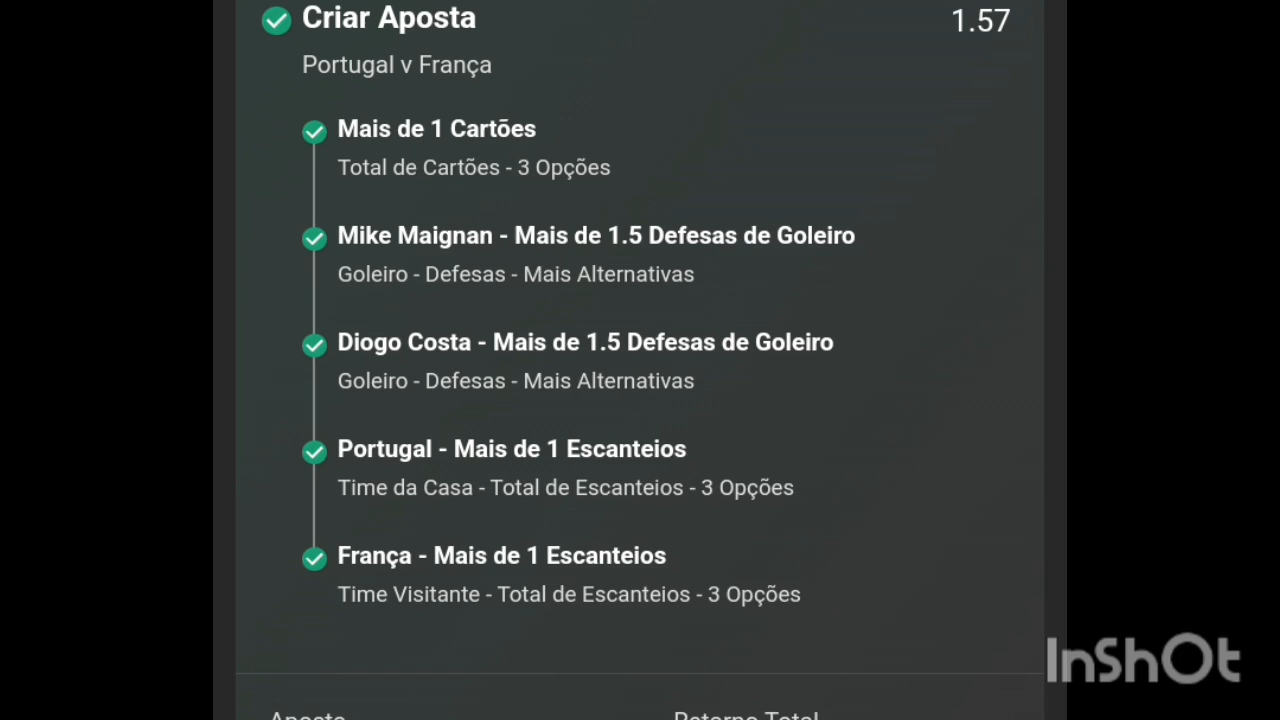 Criar Aposta 1.57
Portugal v França
Mais de 1 Cartões
Total de Cartões - 3 Opções
Mike Maignan - Mais de 1.5 Defesas de Goleiro
Goleiro - Defesas - Mais Alternativas
Diogo Costa - Mais de 1.5 Defesas de Goleiro
Goleiro - Defesas - Mais Alternativas
Portugal - Mais de 1 Escanteios
Time da Casa - Total de Escanteios - 3 Opções
França - Mais de 1 Escanteios
Time Visitante - Total de Escanteios - 3 Opções
InShOt
Aposta Retorno Total